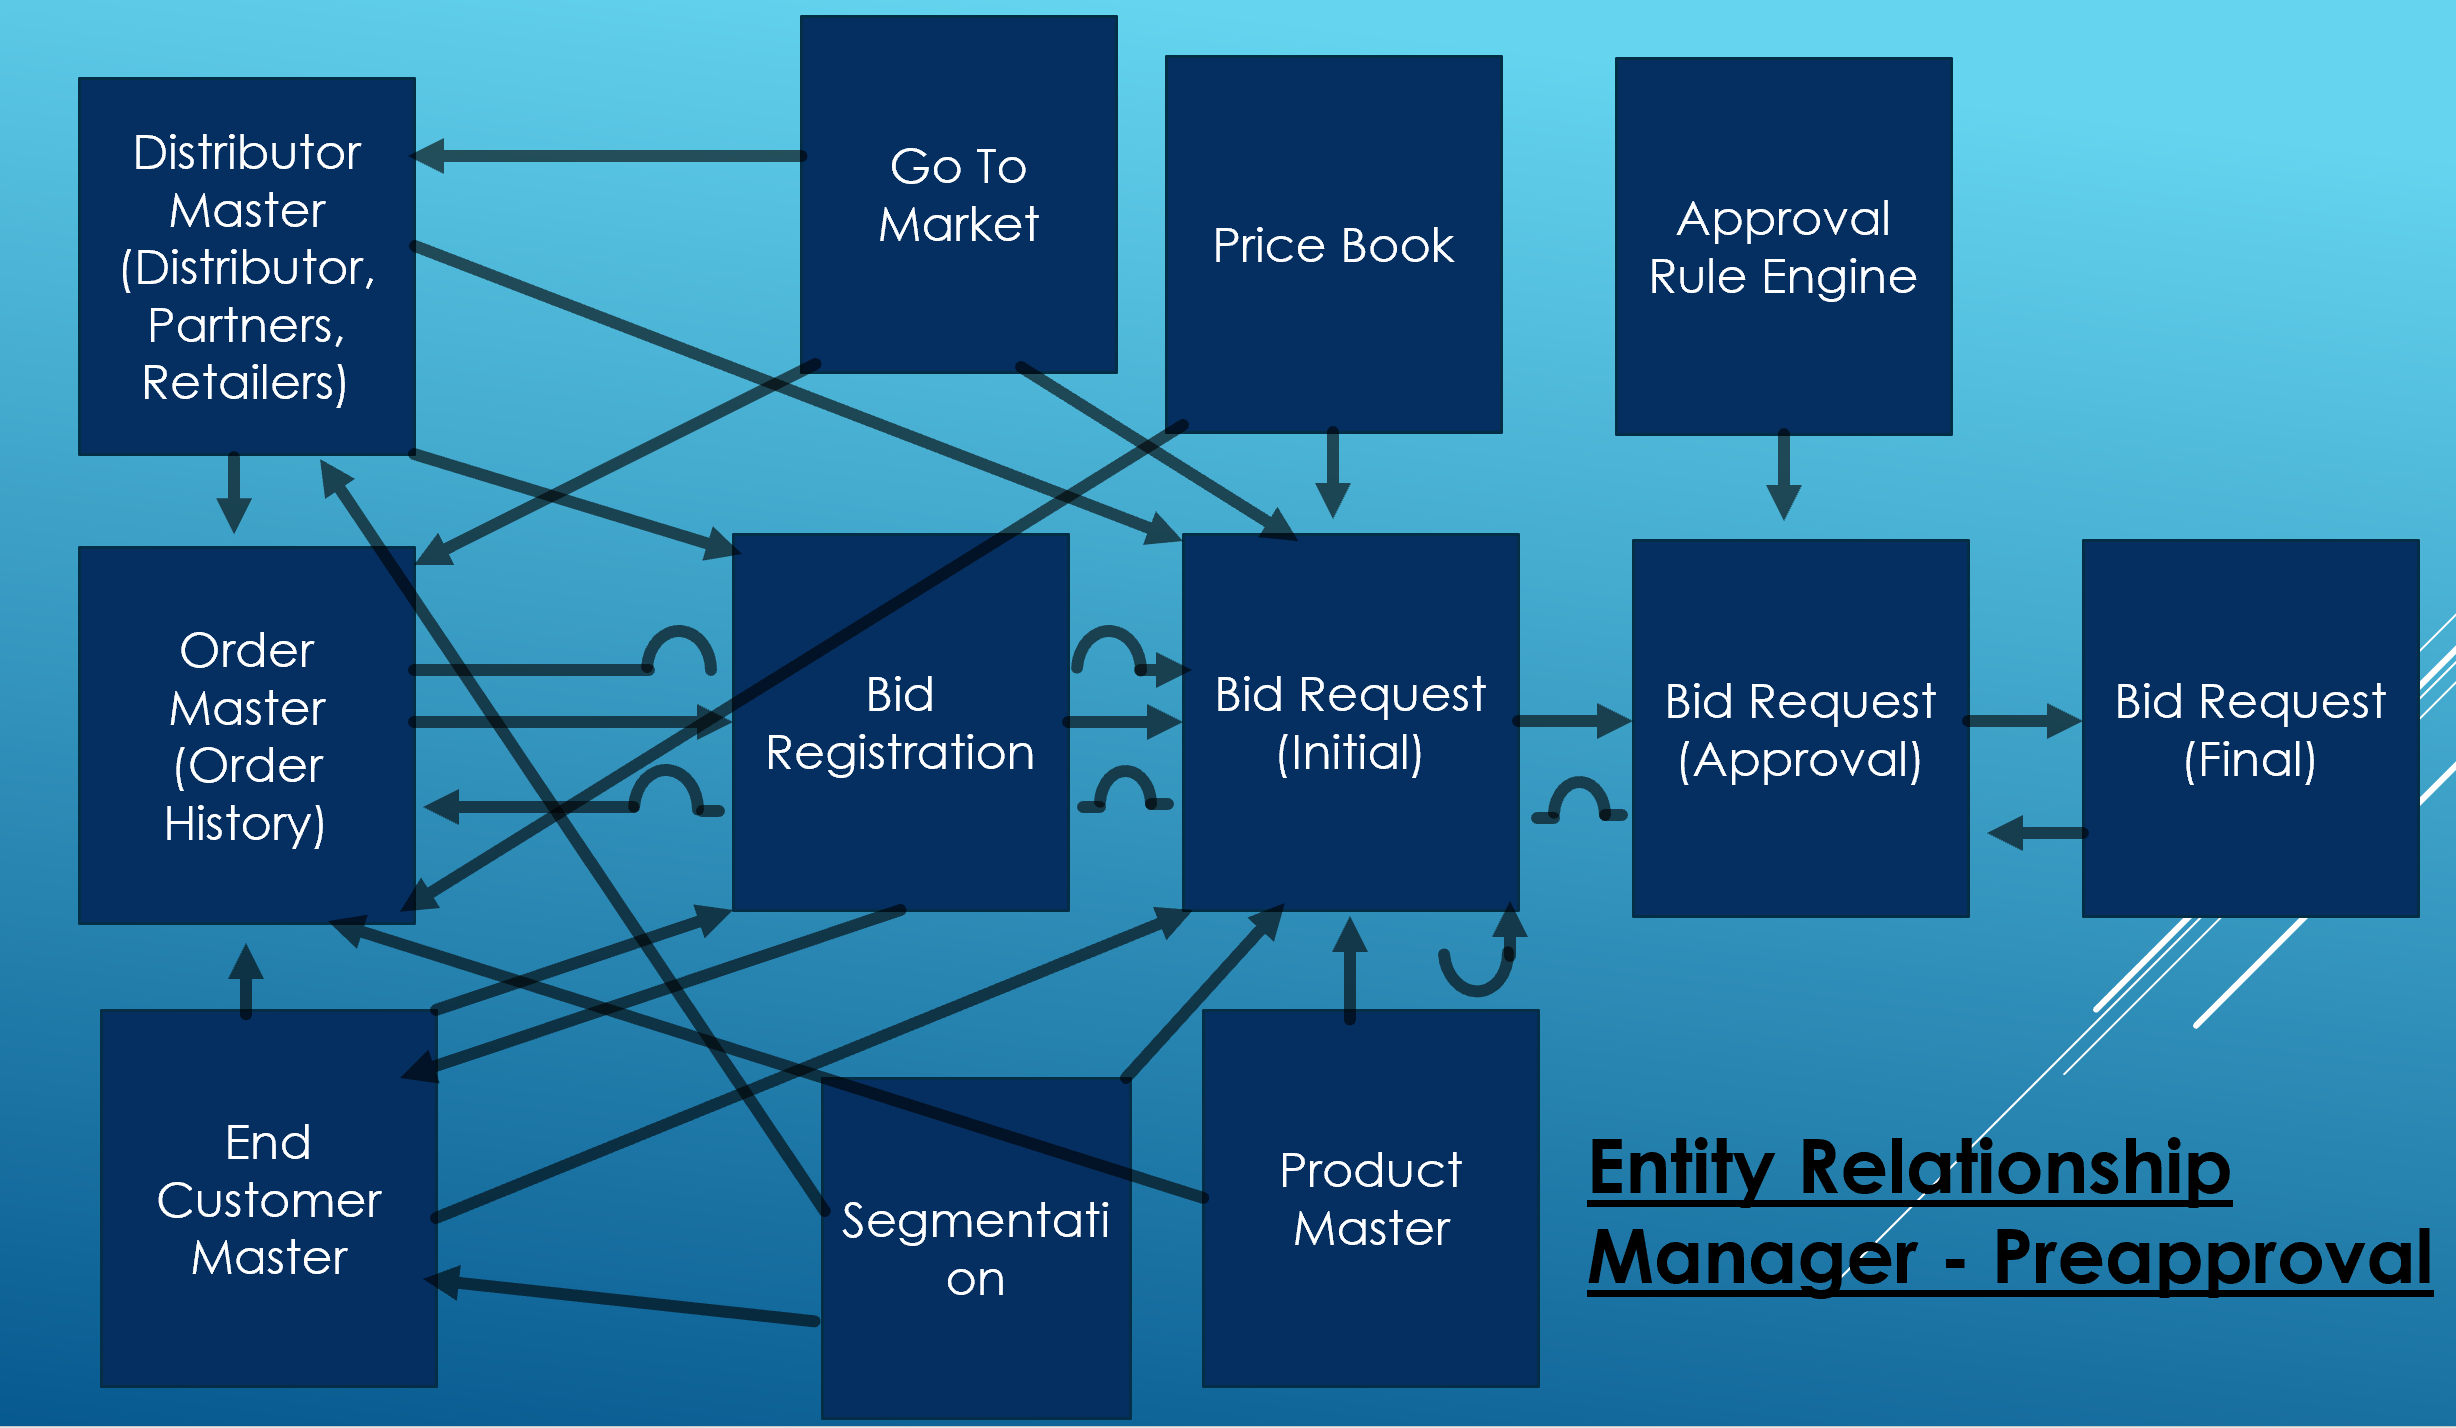 Distributor
Master
(Distributor,
Partners,
Retailers)
Go To
Market
Price Book
Approval
Rule Engine
Order
Master
(Order
History)
Bid
Registration
Bid Request
(Initial)
Bid Request
(Approval)
Bid Request
(Final)
End
Customer
Master
Segmentati
on
Product
Master
Entity Relationship
Manager - Preapproval